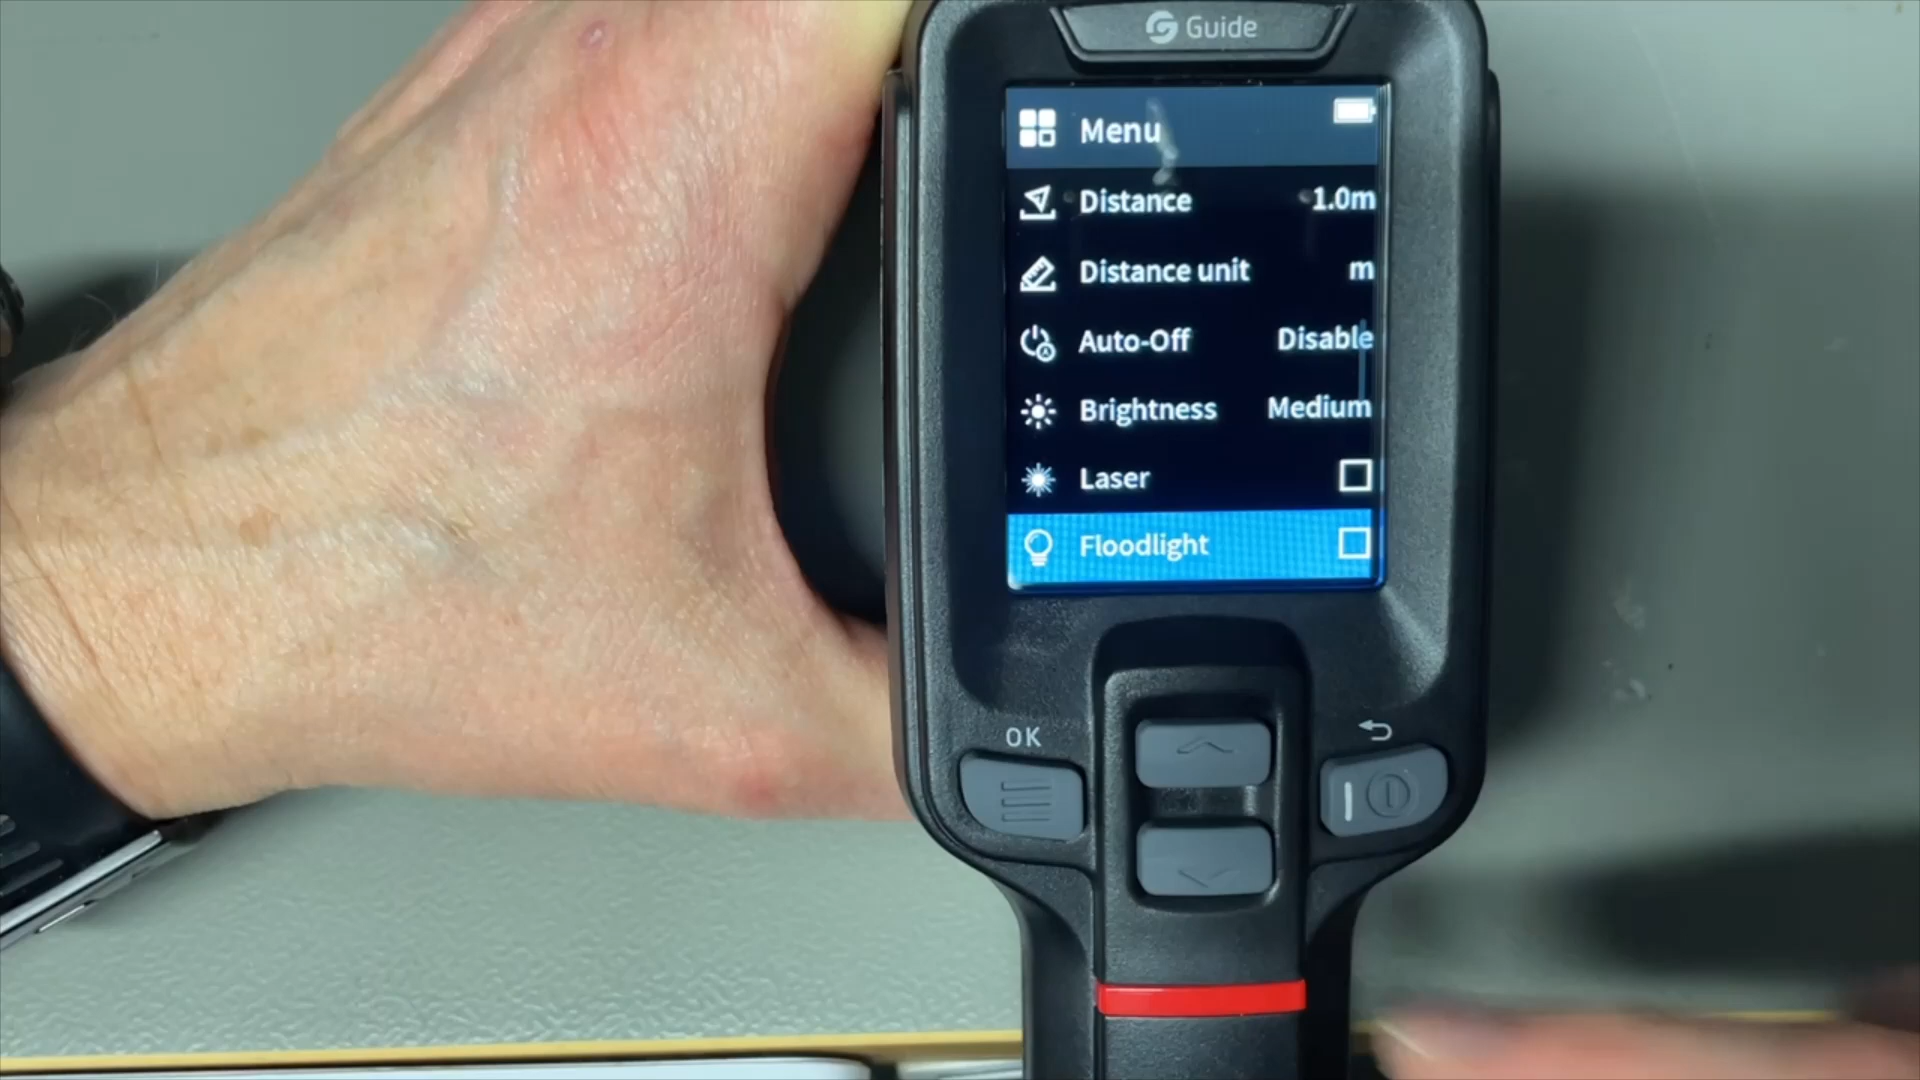 Guide
Menu
Distance 1.0m
Distance unit m
Auto-Off Disable
Brightness Medium
Laser
Floodlight
OK